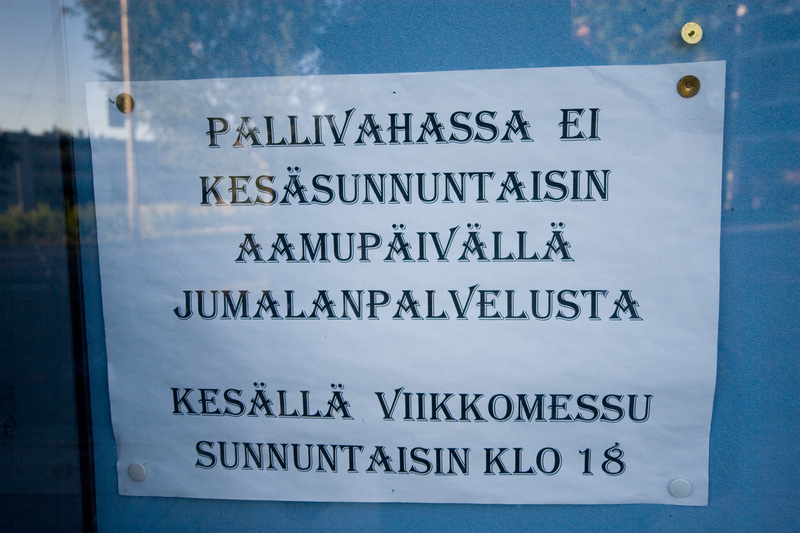 PALLIVAHASSA EI
KESÄSUNNUNTAISIN
AAMUPÄIVÄLLÄ
JUMALANPALVELUSTA
KESÄLLÄ VIIKKOMESSU
SUNNUNTAISIN KLO 18